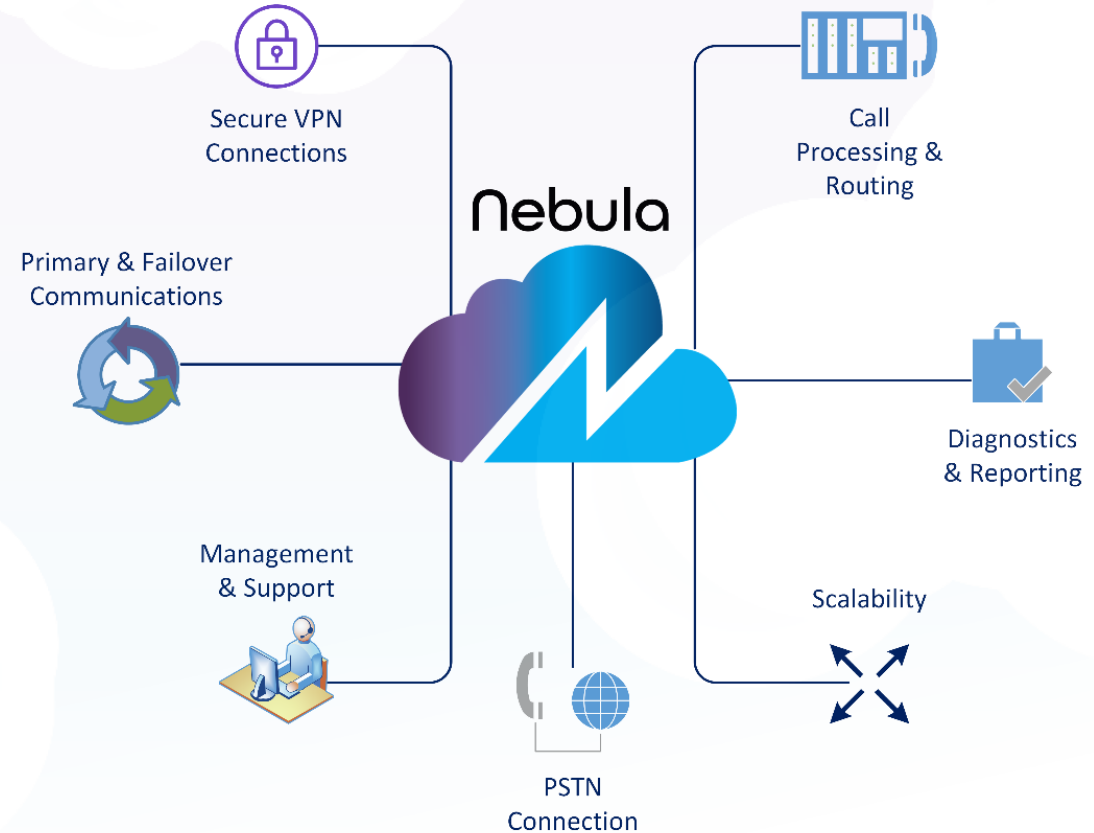 Secure VPN
Connections
Call
Processing &
Routing
Nebula
Primary & Failover
Communications
Diagnostics
& Reporting
Management
& Support
Scalability
PSTN
Connection